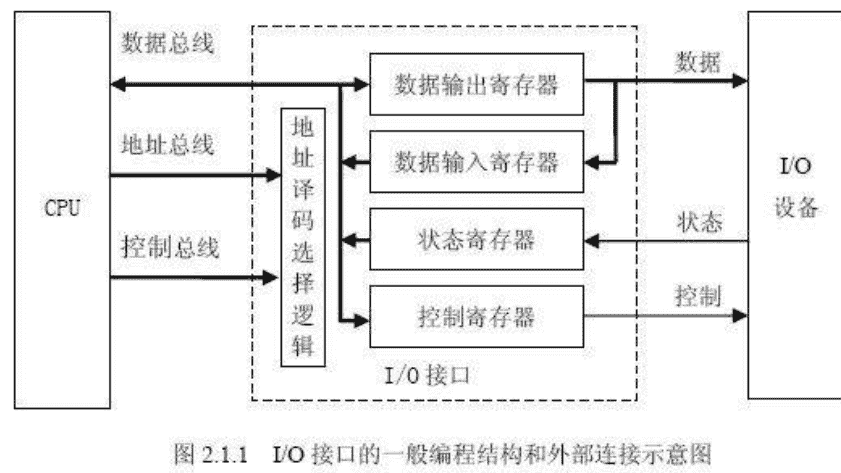 数据总线
地址总线
控制总线
CPU
地址译码选择逻辑
数据输出寄存器
数据输入寄存器
状态寄存器
控制寄存器
I/O 接口
数据
状态
控制
I/O
设备
图 2.1.1 I/O 接口的一般编程结构和外部连接示意图